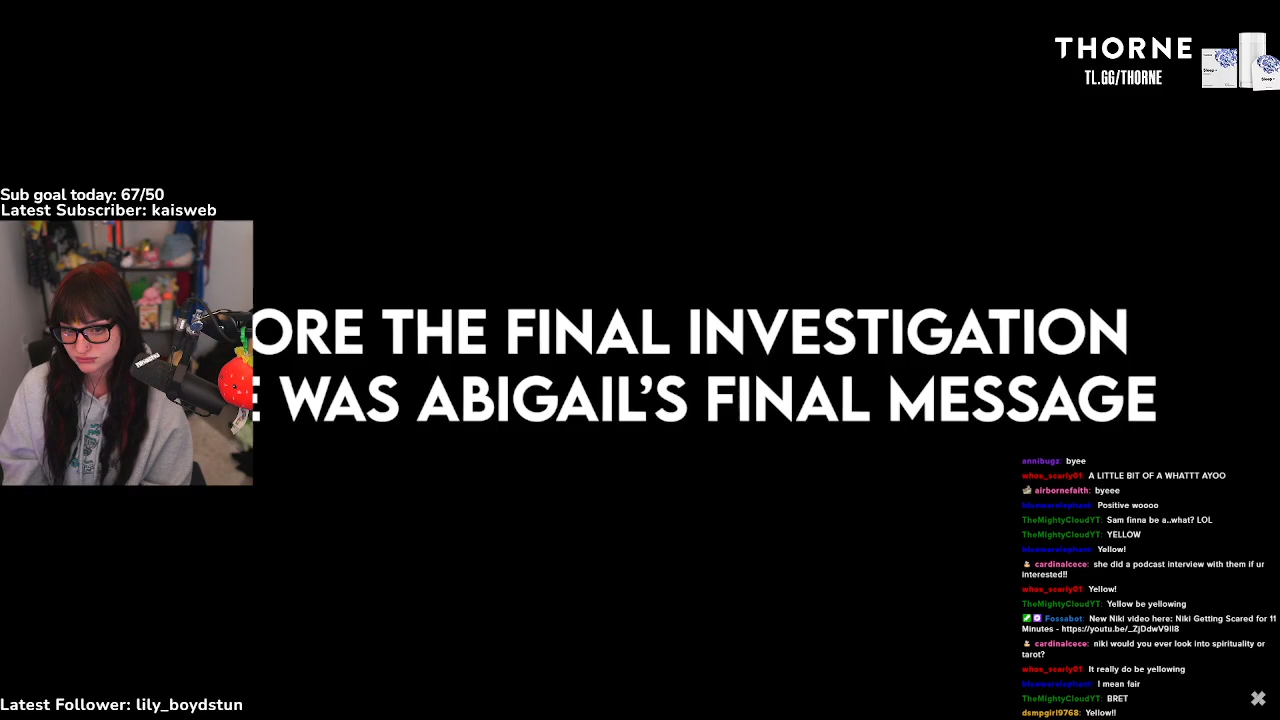 THORNE
TL.GG/THORNE
Sub goal today: 67/50
Latest Subscriber: kaisweb
ORE THE FINAL INVESTIGATION
E WAS ABIGAIL'S FINAL MESSAGE
annibugz: byee
whos_scarly01 A LITTLE BIT OF A WHATTT AYOO
airbornefaith: byeee
Positive woooo
TheMightyCloudYT: Sam finna be a..what? LOL
TheMightyCloudYT: YELLOW
Yellow!
cardinalcece: she did a podcast interview with them if ur
interested!!
whos_scarly01 Yellow!
TheMightyCloudYT: Yellow be yellowing
Fossabot: New Niki video here: Niki Getting Scared for 11
Minutes - https://youtu.be/_ZjDdwV9lI8
cardinalcece: niki would you ever look into spirituality or
tarot?
whos_scarly01 It really do be yellowing
I mean fair
TheMightyCloudYT: BRET
dsmpgirl9768: Yellow!!
Latest Follower: lily_boydstun